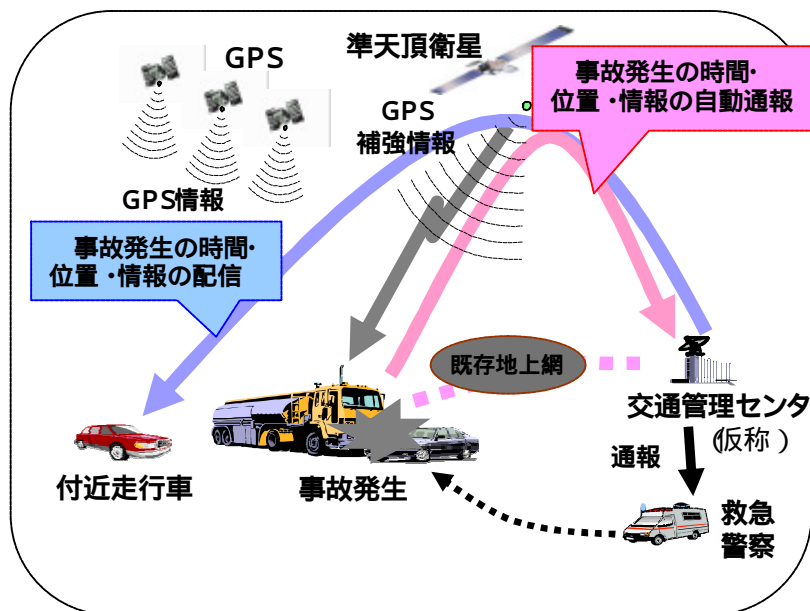 GPS
準天頂衛星
事故発生の時間・
位置・情報の自動通報
GPS
補強情報
GPS情報
事故発生の時間・
位置・情報の配信
既存地上網
交通管理センタ
(仮称)
通報
付近走行車
事故発生
救急
警察